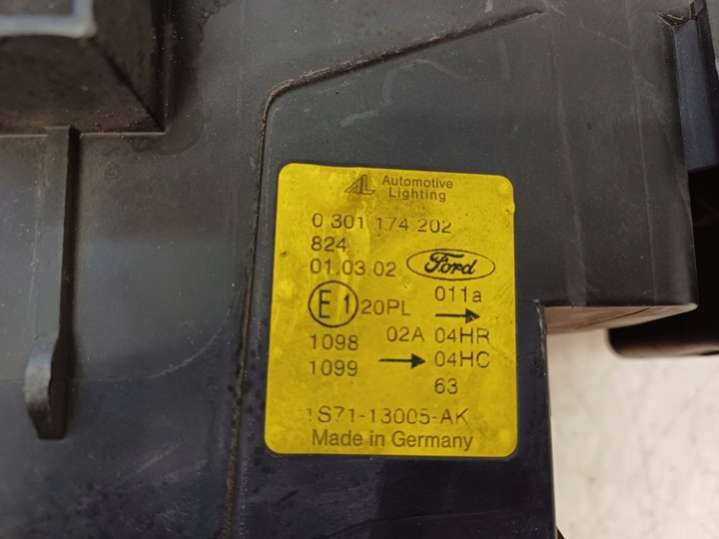 AL Automotive
Lighting
0 301 174 202
824
01.03.02 Ford
E1 20PL 011a →
1098 02A 04HR
1099 → 04HC
63
1S71-13005-AK
Made in Germany